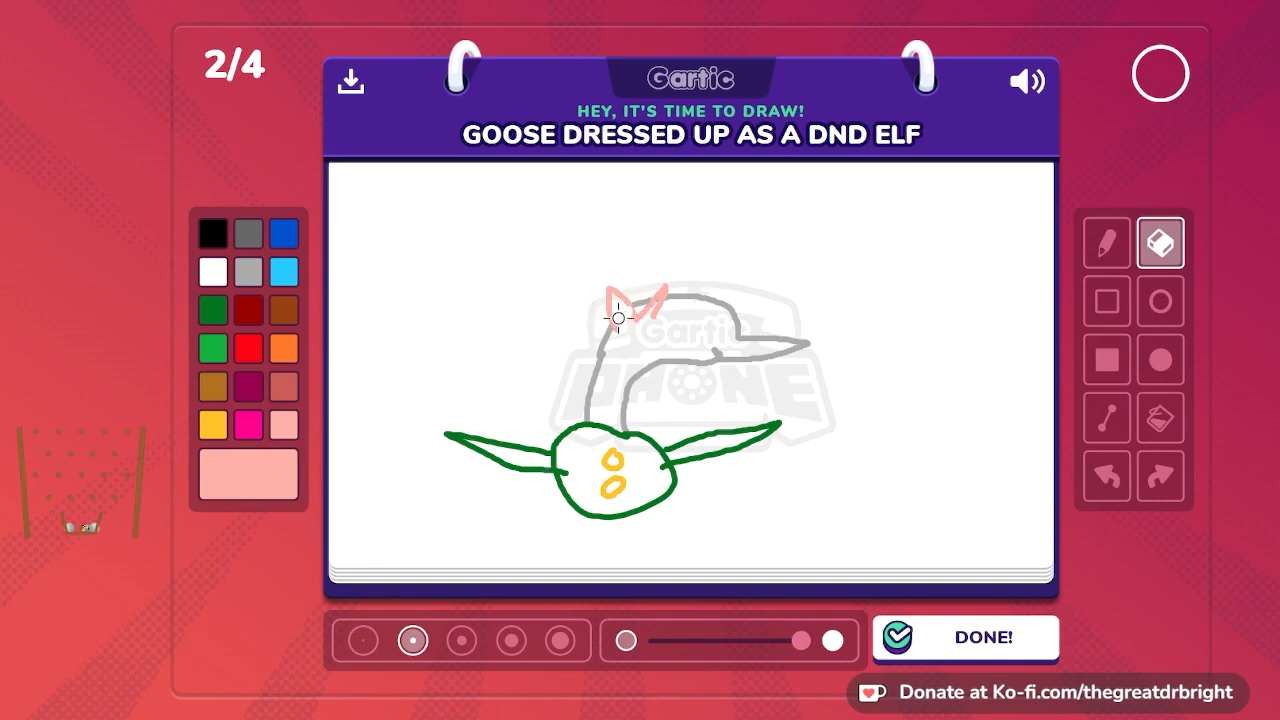 2/4
Gartic
HEY, IT'S TIME TO DRAW!
GOOSE DRESSED UP AS A DND ELF
Gartic
PHONE
DONE!
Donate at Ko-fi.com/thegreatdrbright